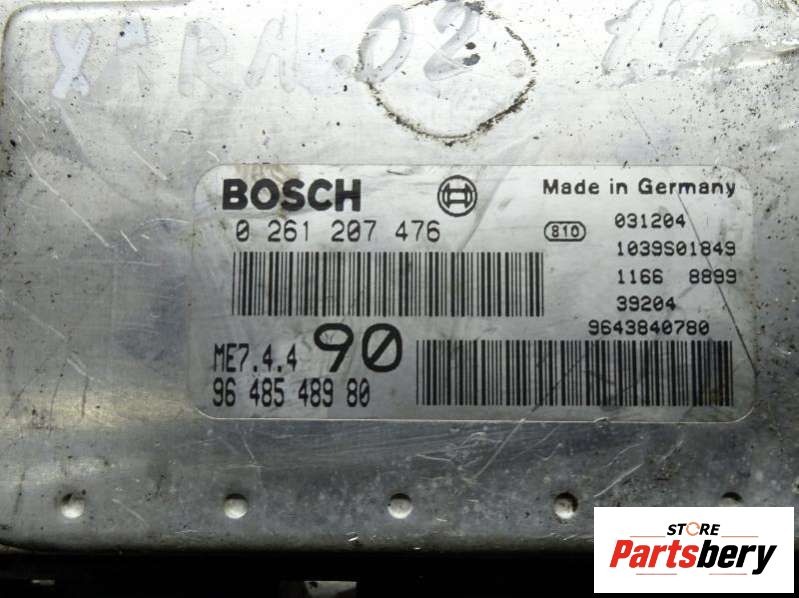 XARA 02
BOSCH
Made in Germany
0 261 207 476
810
031204
1039S01849
1166 8899
39204
9643840780
ME7.4.4
90
96 485 489 80
STORE
Partsbery